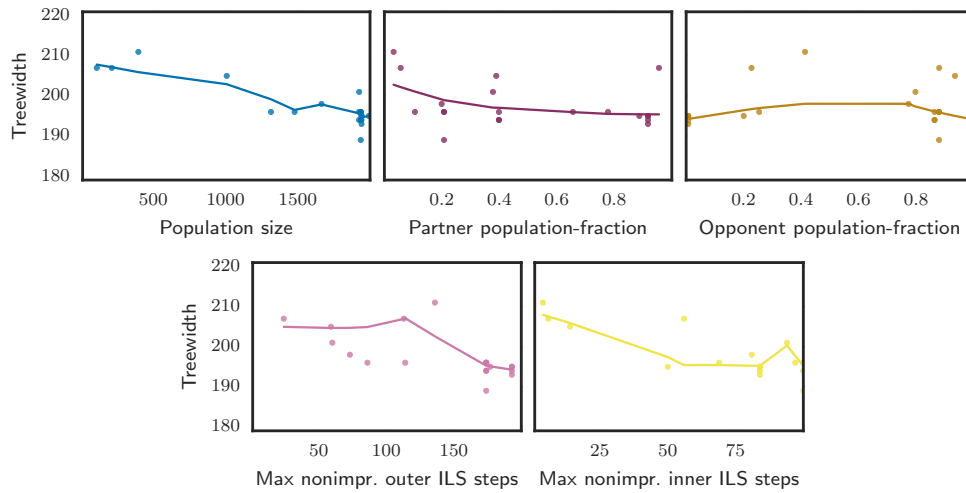 220
210
200
190
180
Treewidth
500 1000 1500
0.2 0.4 0.6 0.8
0.2 0.4 0.6 0.8
Population size
Partner population-fraction
Opponent population-fraction
220
210
200
190
180
Treewidth
50 100 150
25 50 75
Max nonimpr. outer ILS steps
Max nonimpr. inner ILS steps